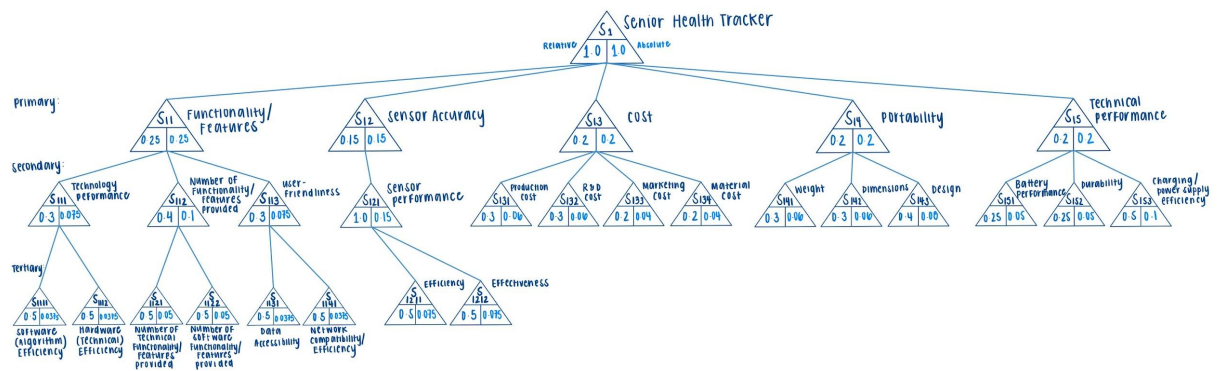 Senior Health Tracker
S1
Relative 1.0 1.0 Absolute
Primary:
S11 Functionality/
Features
0.25 0.25
S12 Sensor Accuracy
0.15 0.15
S13 Cost
0.2 0.2
S14 Portability
0.2 0.2
S15 Technical
performance
0.2 0.2
Secondary:
S111 Technology
performance
0.3 0.075
S112 Number of
Functionality/
Features
provided
0.4 0.1
S113 User-
Friendliness
0.3 0.075
S121 Sensor
performance
1.0 0.15
S131 Production
cost
0.3 0.06
S132 R&D
cost
0.3 0.06
S133 Marketing
cost
0.2 0.04
S134 Material
cost
0.2 0.04
S141 Weight
0.3 0.06
S142 Dimensions
0.3 0.06
S143 Design
0.4
S151 Battery
performance
0.25 0.05
S152 Durability
0.25 0.05
S153 Charging/
power supply
efficiency
0.5 0.1
Tertiary:
S1111
0.5 0.0375
Software
(algorithm)
Efficiency
S1112
0.5 0.0375
Hardware
(Technical)
Efficiency
S1121
0.5 0.05
Number of
Technical
Functionality/
Features
provided
S1122
0.5 0.05
Number of
Software
Functionality/
Features
provided
S1131
0.5 0.0375
Data
Accessibility
S1141
0.5 0.0375
Network
compatibility/
Efficiency
S1211 Efficiency
0.5 0.075
S1212 Effectiveness
0.5 0.075